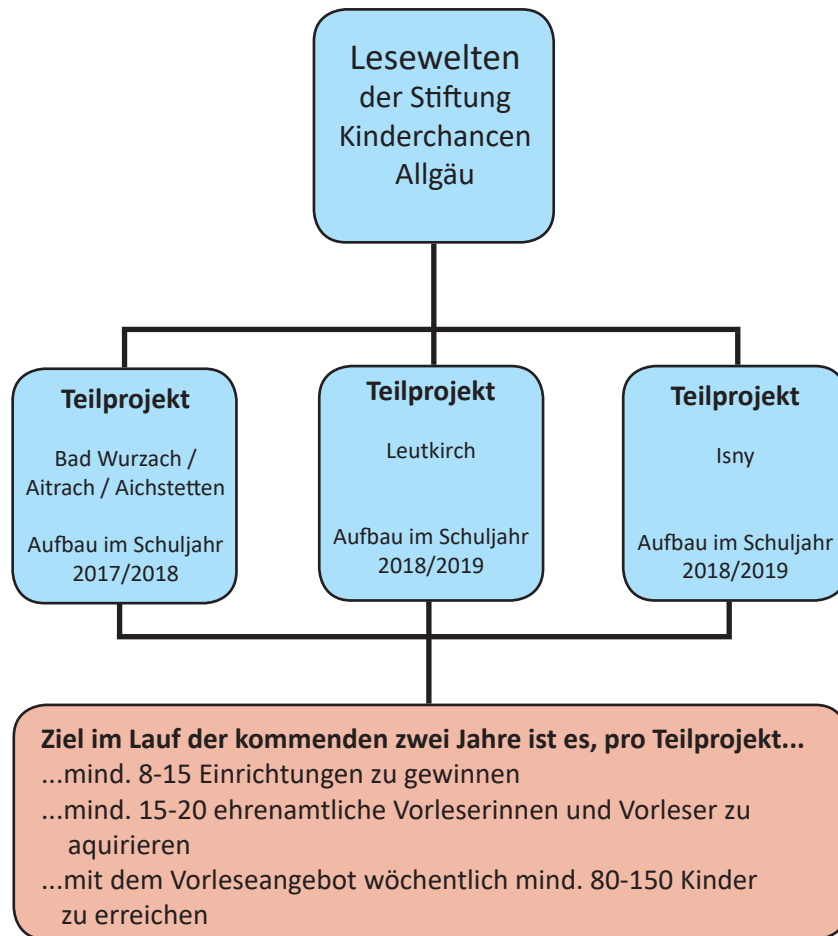 Lesewelten
der Stiftung
Kinderchancen
Allgäu
Teilprojekt
Bad Wurzach /
Aitrach / Aichstetten
Aufbau im Schuljahr
2017/2018
Teilprojekt
Leutkirch
Aufbau im Schuljahr
2018/2019
Teilprojekt
Isny
Aufbau im Schuljahr
2018/2019
Ziel im Lauf der kommenden zwei Jahre ist es, pro Teilprojekt...
...mind. 8-15 Einrichtungen zu gewinnen
...mind. 15-20 ehrenamtliche Vorleserinnen und Vorleser zu
aquirieren
...mit dem Vorleseangebot wöchentlich mind. 80-150 Kinder
zu erreichen